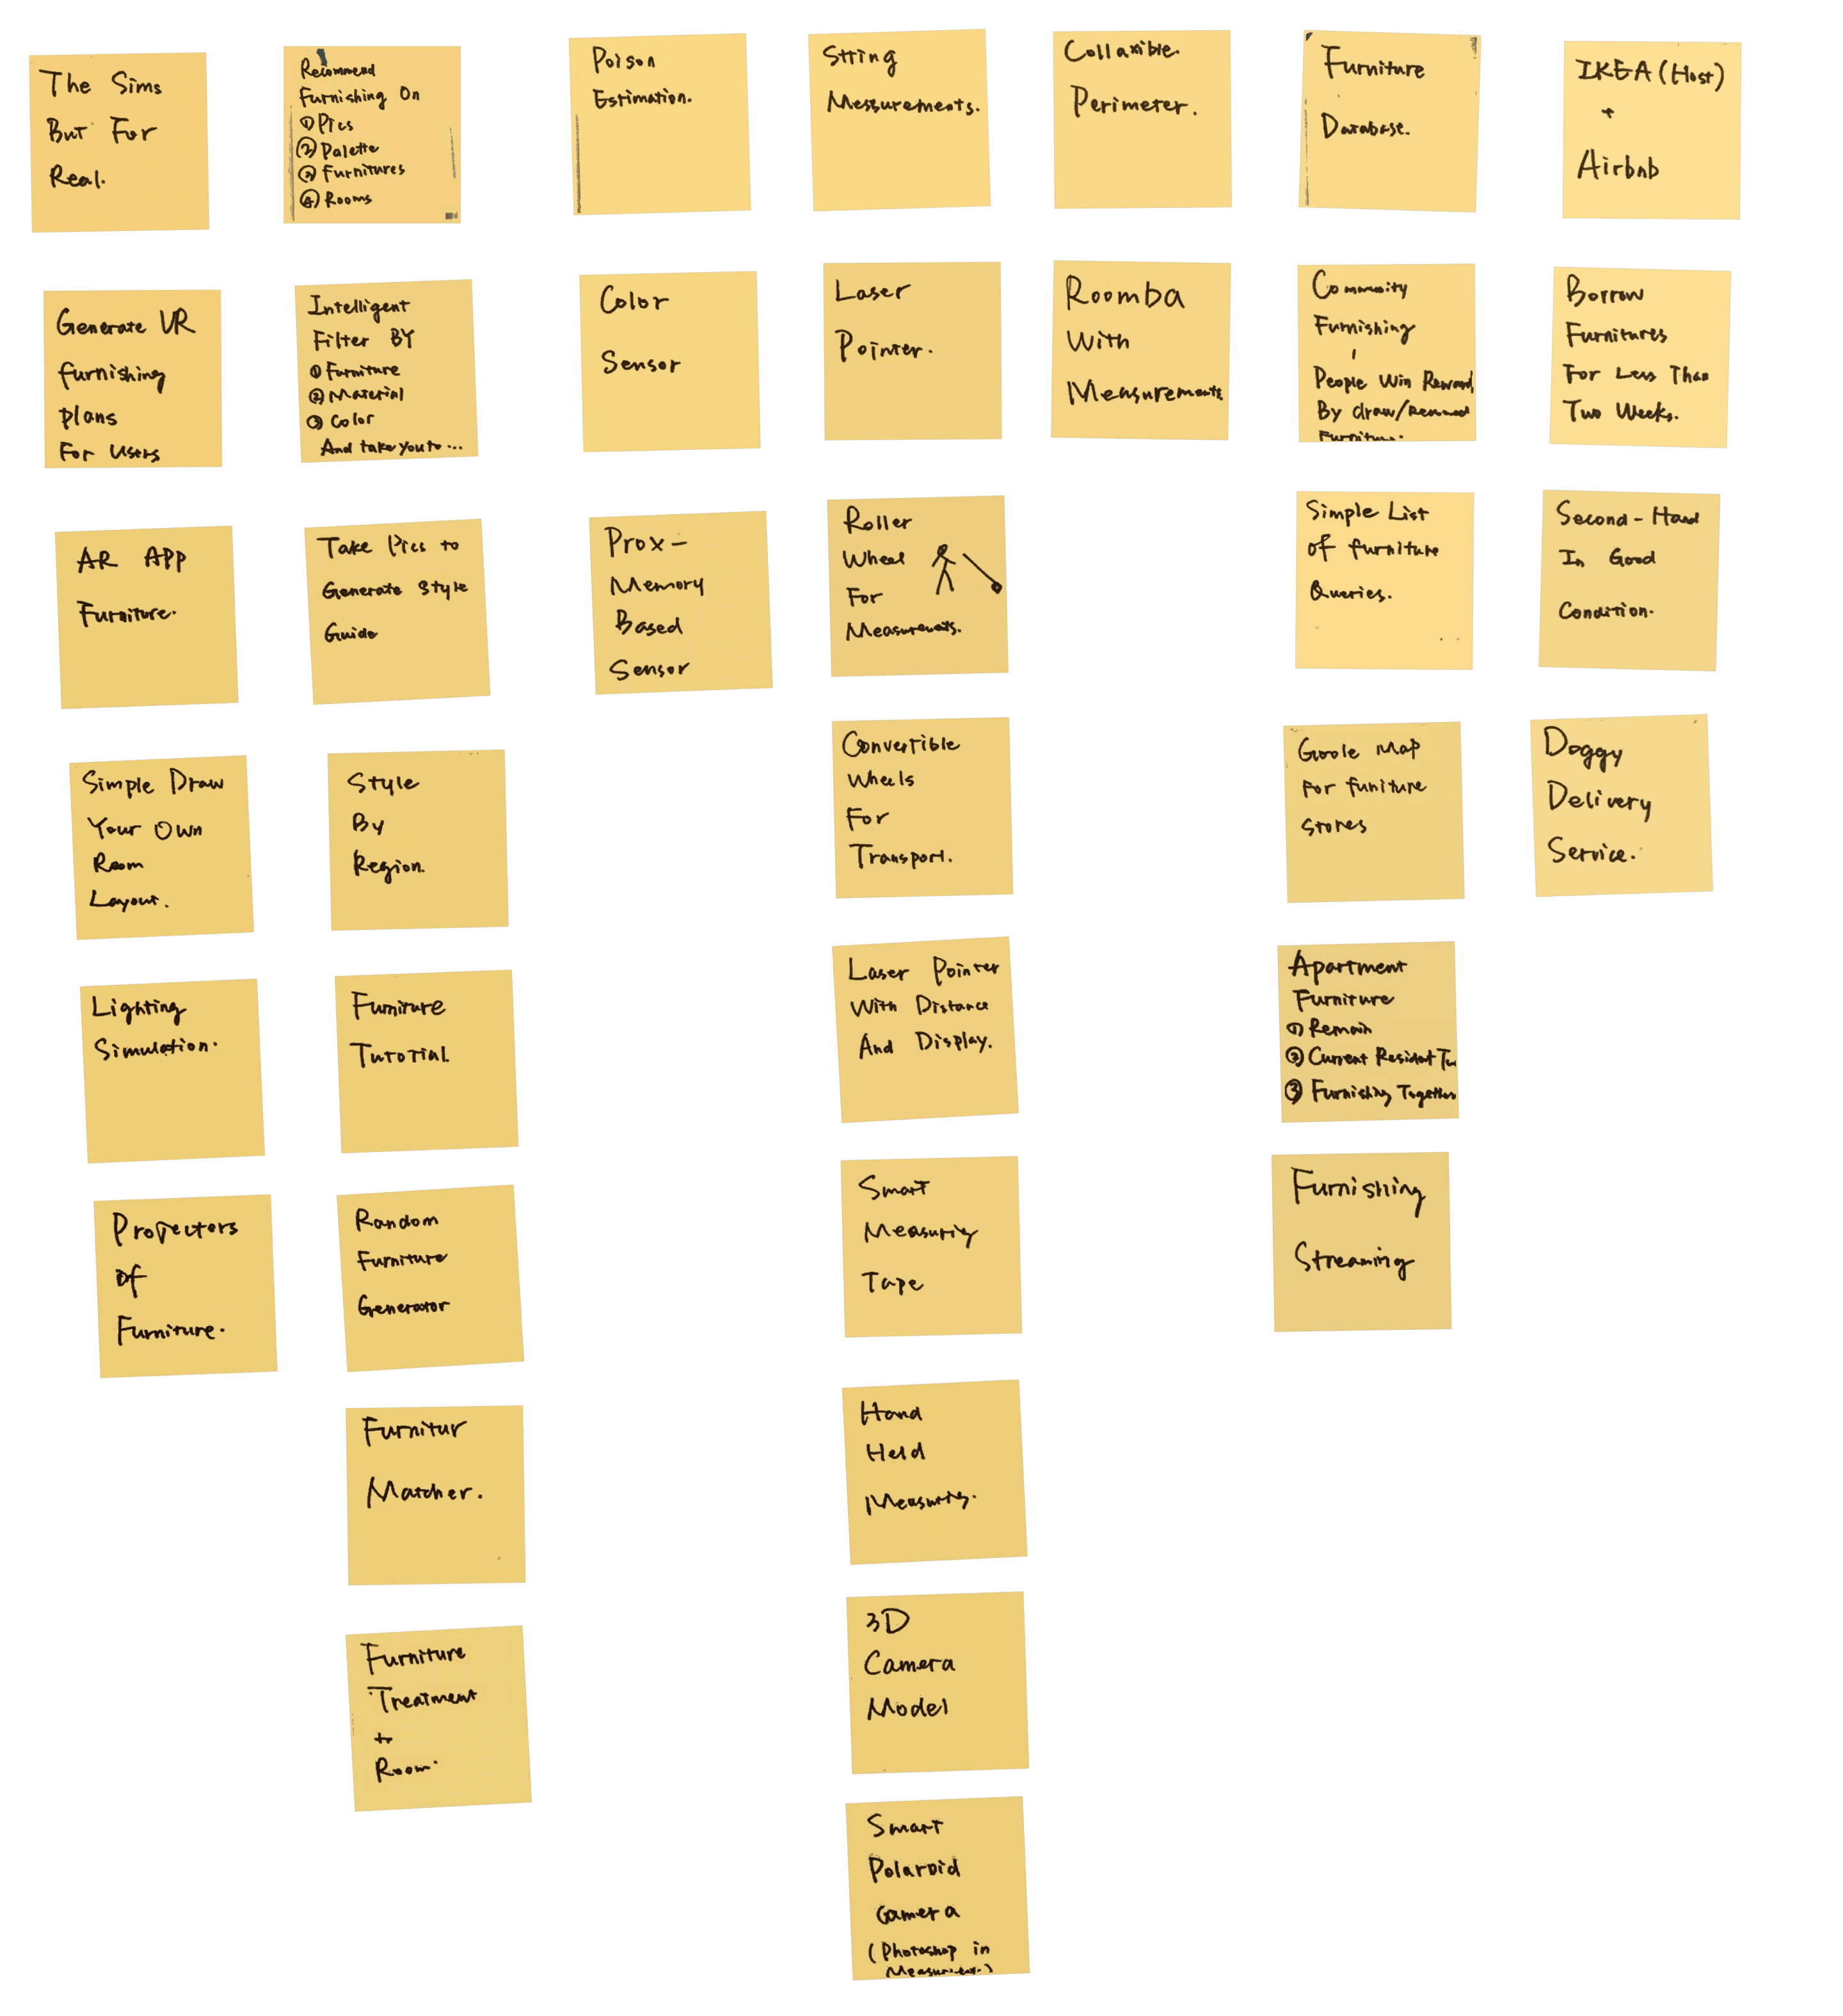 The Sims
But For
Real.
Generate VR
furnishing
plans
For Users
AR APP
Furniture.
Simple Draw
Your Own
Room
Layout.
Lighting
Simulation.
Projectors
of
Furniture.
Recommend
Furnishing On
① Pics
② Palette
③ Furnitures
④ Rooms
Intelligent
Filter BY
① Furniture
② Material
③ Color
And take you to ...
Take Pics to
Generate Style
Guide
Style
By
Region.
Furniture
Tutorial.
Random
Furniture
Generator
Furnitur
Matcher.
Furniture
Treatment
+
Room.
Poison
Estimation.
Color
Sensor
Prox-
Memory
Based
Sensor
String
Messurements.
Laser
Pointer.
Roller
Wheel
For
Measurements.
Convertible
Wheels
For
Transport.
Laser Pointer
With Distance
And Display.
Smart
Measuring
Tape
Hand
Held
Measuring.
3D
Camera
Model
Smart
Polaroid
Camera
(Photoshop in
Perimeter.
Roomba
With
Measurements
Furniture
Database.
Community
Furnishing
People Win Reward
By draw/
Furniture
Simple List
of furniture
Queries.
Goole Map
For funiture
stores
Apartment
Furniture
① Remain
② Current Resident
③ Furnishing Together
Furnishing
Streaming
IKEA (Host)
+
Airbnb
Borrow
Furnitures
For Less Than
Two Weeks.
Second-Hand
In Good
Condition.
Doggy
Delivery
Service.